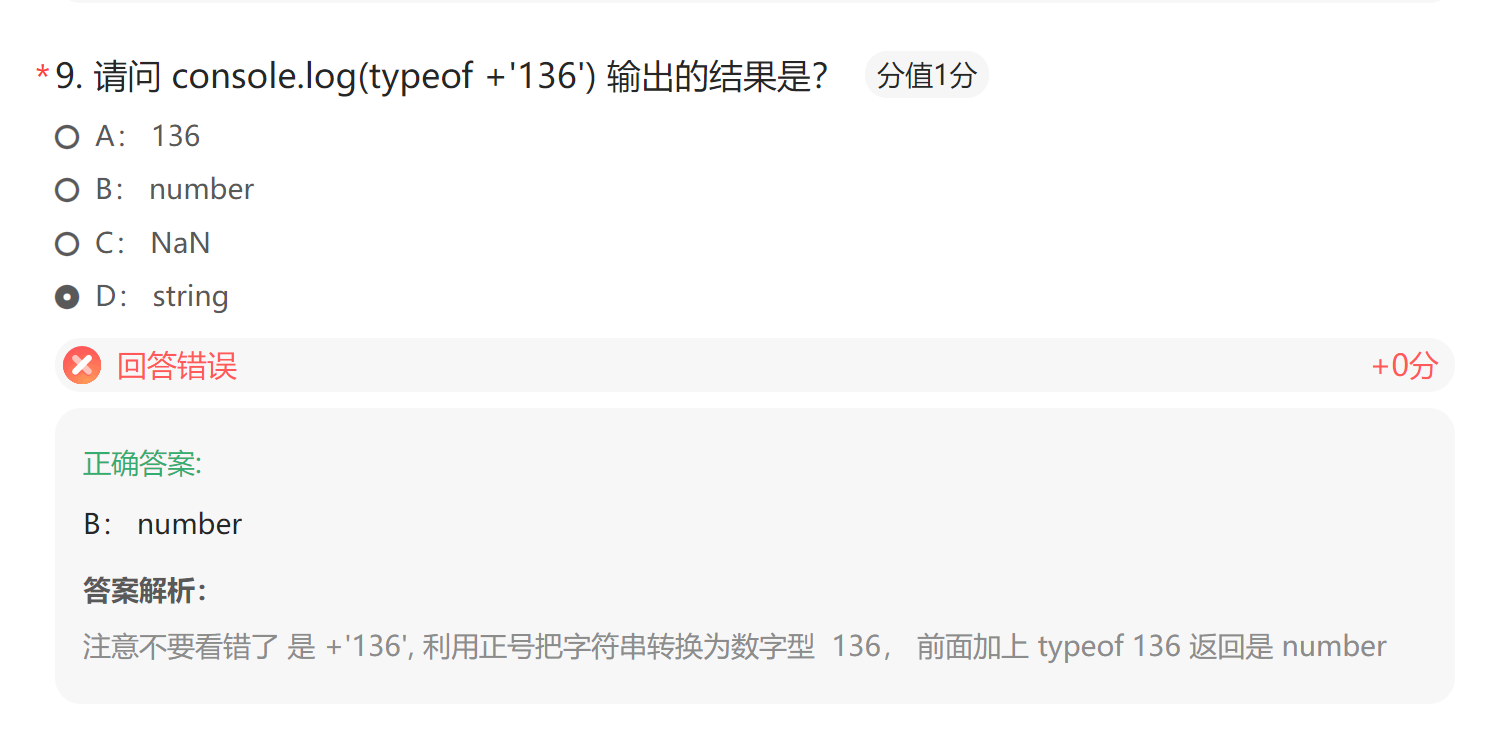 *9. 请问 console.log(typeof +'136') 输出的结果是? 分值1分
A： 136
B： number
C： NaN
D： string
回答错误 +0分
正确答案:
B： number
答案解析：
注意不要看错了 是 +'136', 利用正号把字符串转换为数字型 136， 前面加上 typeof 136 返回是 number